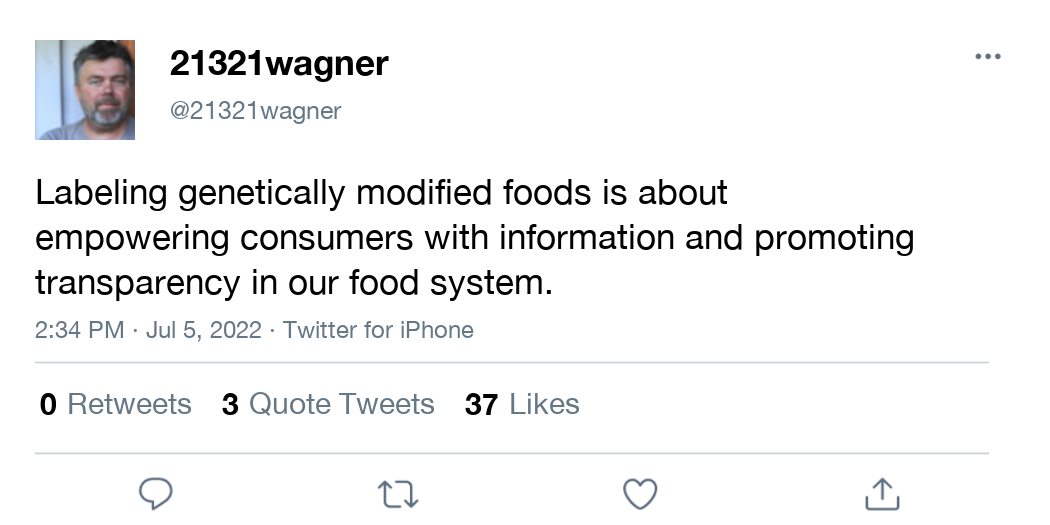 21321wagner
@21321wagner
Labeling genetically modified foods is about
empowering consumers with information and promoting
transparency in our food system.
2:34 PM · Jul 5, 2022 · Twitter for iPhone
0 Retweets 3 Quote Tweets 37 Likes